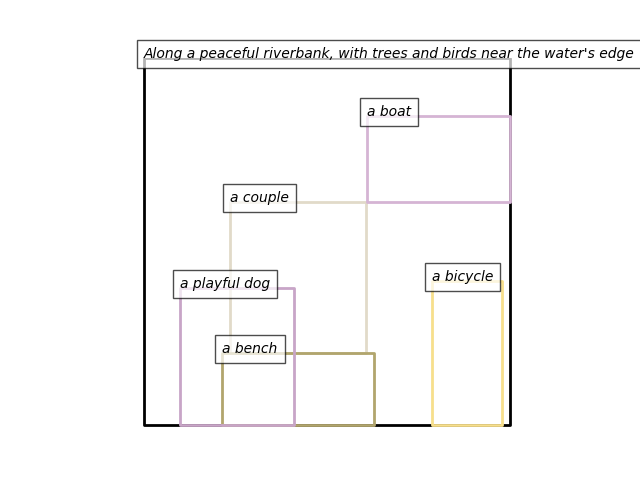 Along a peaceful riverbank, with trees and birds near the water's edge
a boat
a couple
a bicycle
a playful dog
a bench